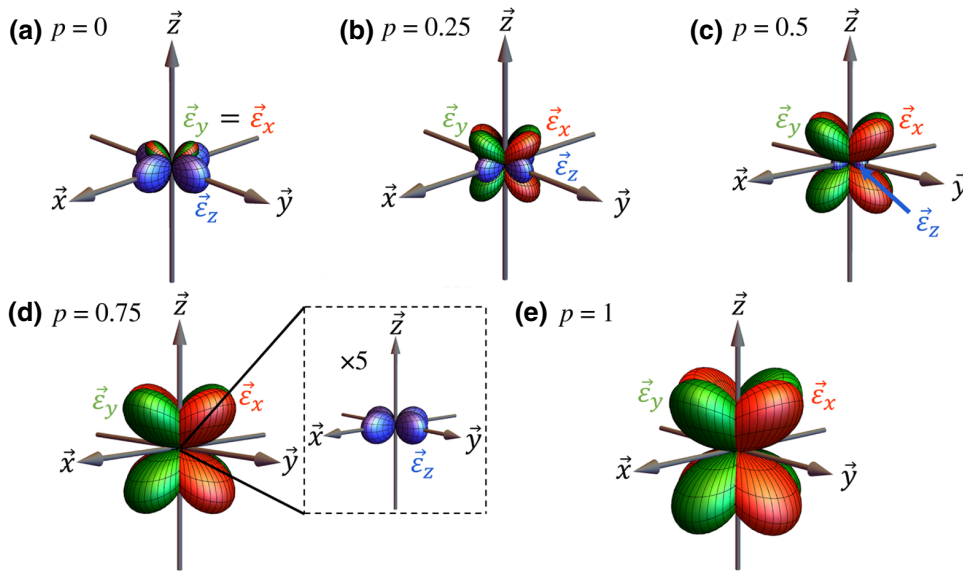 (a) p = 0
z⃗
ε⃗y = ε⃗x
x⃗
y⃗
ε⃗z
(b) p = 0.25
z⃗
ε⃗y
ε⃗x
ε⃗z
x⃗
y⃗
(c) p = 0.5
z⃗
ε⃗y
ε⃗x
x⃗
y⃗
ε⃗z
(d) p = 0.75
z⃗
ε⃗y
ε⃗x
x⃗
y⃗
z⃗
×5
x⃗
y⃗
ε⃗z
(e) p = 1
z⃗
ε⃗y
ε⃗x
x⃗
y⃗